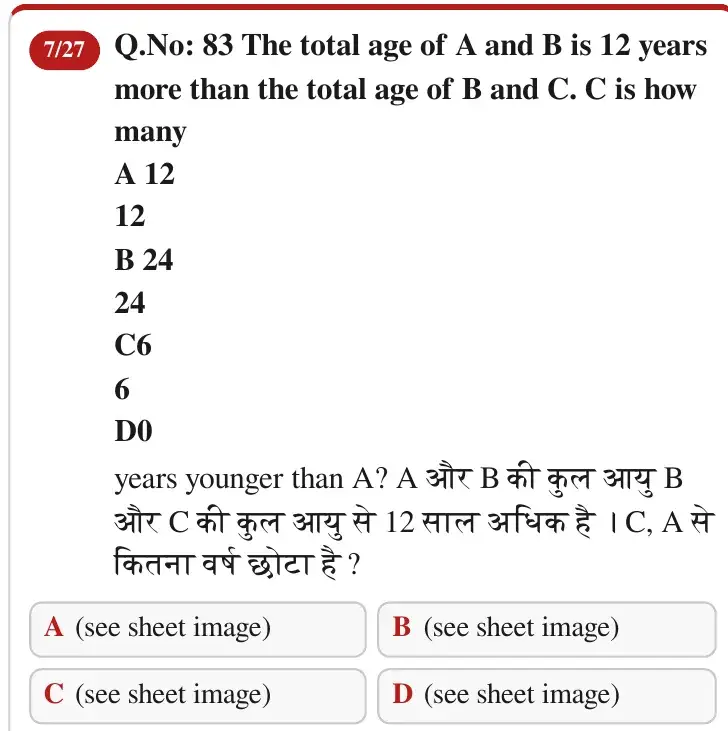 7/27 Q.No: 83 The total age of A and B is 12 years
more than the total age of B and C. C is how
many
A 12
12
B 24
24
C6
6
D0
years younger than A? A और B की कुल आयु B
और C की कुल आयु से 12 साल अधिक है । C, A से
कितना वर्ष छोटा है ?
A (see sheet image) B (see sheet image)
C (see sheet image) D (see sheet image)